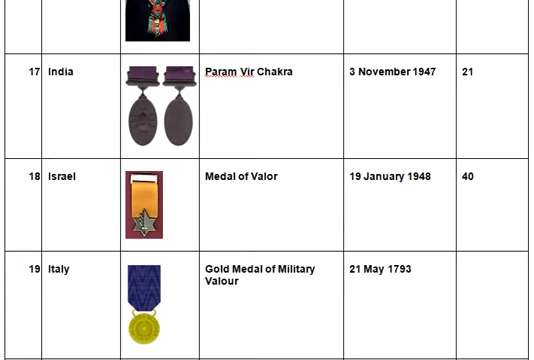 17 India Param Vir Chakra 3 November 1947 21
18 Israel Medal of Valor 19 January 1948 40
19 Italy Gold Medal of Military 21 May 1793
Valour